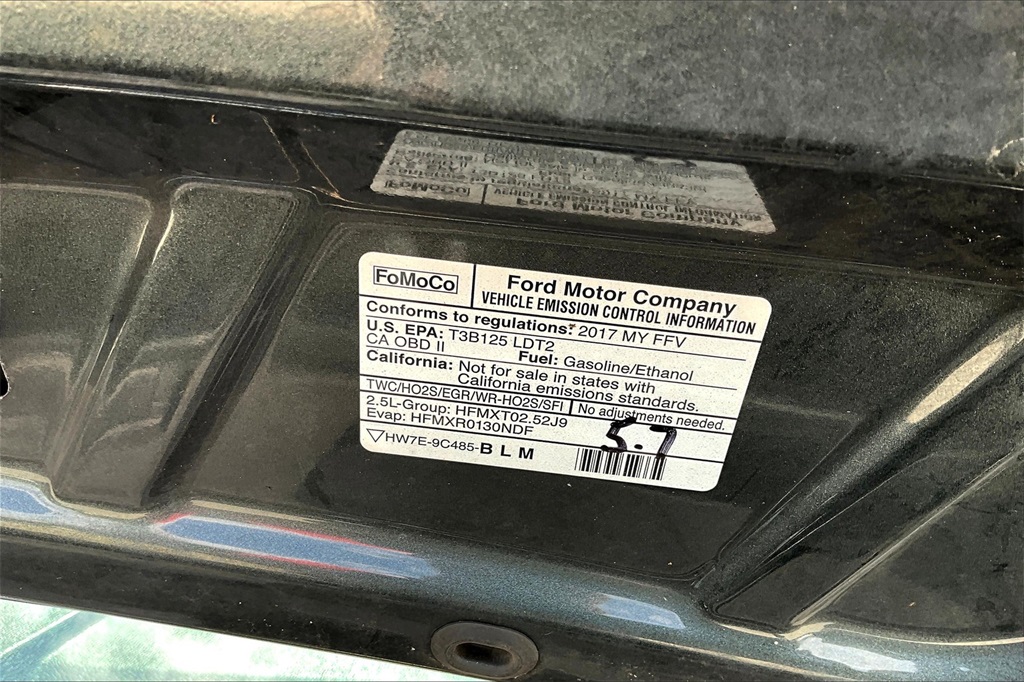 FoMoCo
Ford Motor Company
VEHICLE EMISSION CONTROL INFORMATION
Conforms to regulations: 2017 MY FFV
U.S. EPA: T3B125 LDT2
CA OBD II
Fuel: Gasoline/Ethanol
California: Not for sale in states with
California emissions standards.
TWC/HO2S/EGR/WR-HO2S/SFI
No adjustments needed.
2.5L-Group: HFMXT02.52J9
Evap: HFMXR0130NDF
5.7
HW7E-9C485-B L M